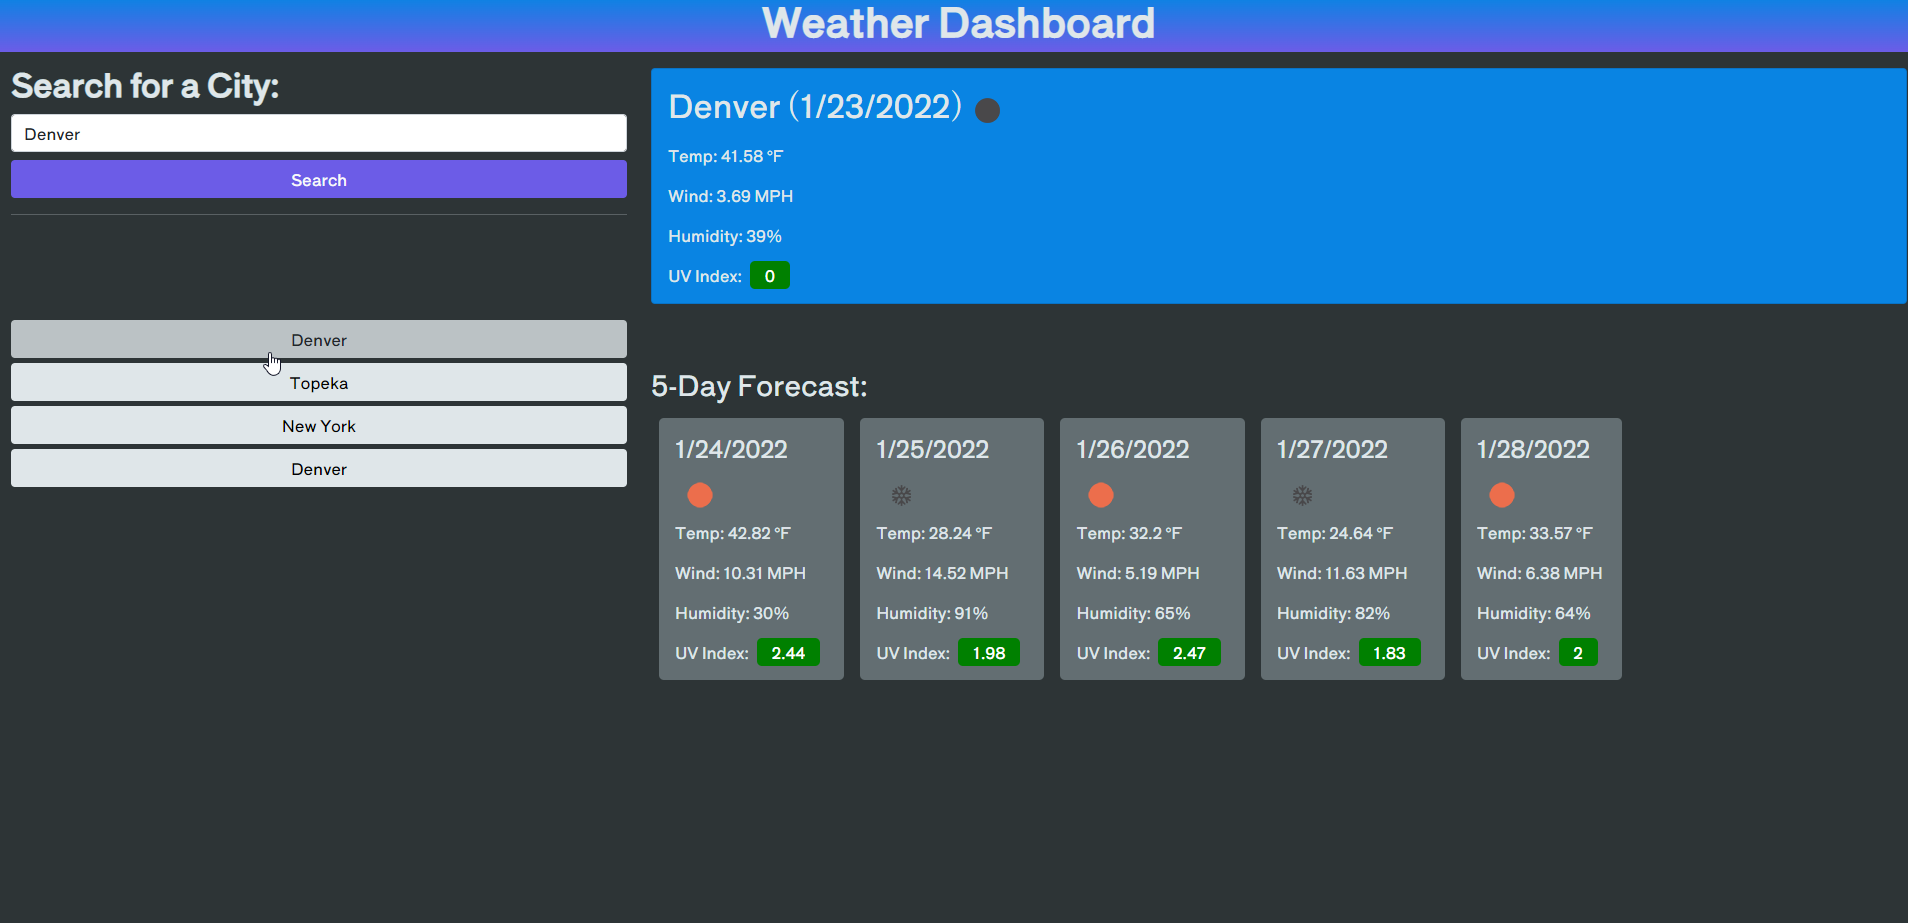 Weather Dashboard
Search for a City:
Denver
Search
Denver
Topeka
New York
Denver
Denver (1/23/2022)
Temp: 41.58 °F
Wind: 3.69 MPH
Humidity: 39%
UV Index: 0
5-Day Forecast:
1/24/2022
Temp: 42.82 °F
Wind: 10.31 MPH
Humidity: 30%
UV Index: 2.44
1/25/2022
Temp: 28.24 °F
Wind: 14.52 MPH
Humidity: 91%
UV Index: 1.98
1/26/2022
Temp: 32.2 °F
Wind: 5.19 MPH
Humidity: 65%
UV Index: 2.47
1/27/2022
Temp: 24.64 °F
Wind: 11.63 MPH
Humidity: 82%
UV Index: 1.83
1/28/2022
Temp: 33.57 °F
Wind: 6.38 MPH
Humidity: 64%
UV Index: 2